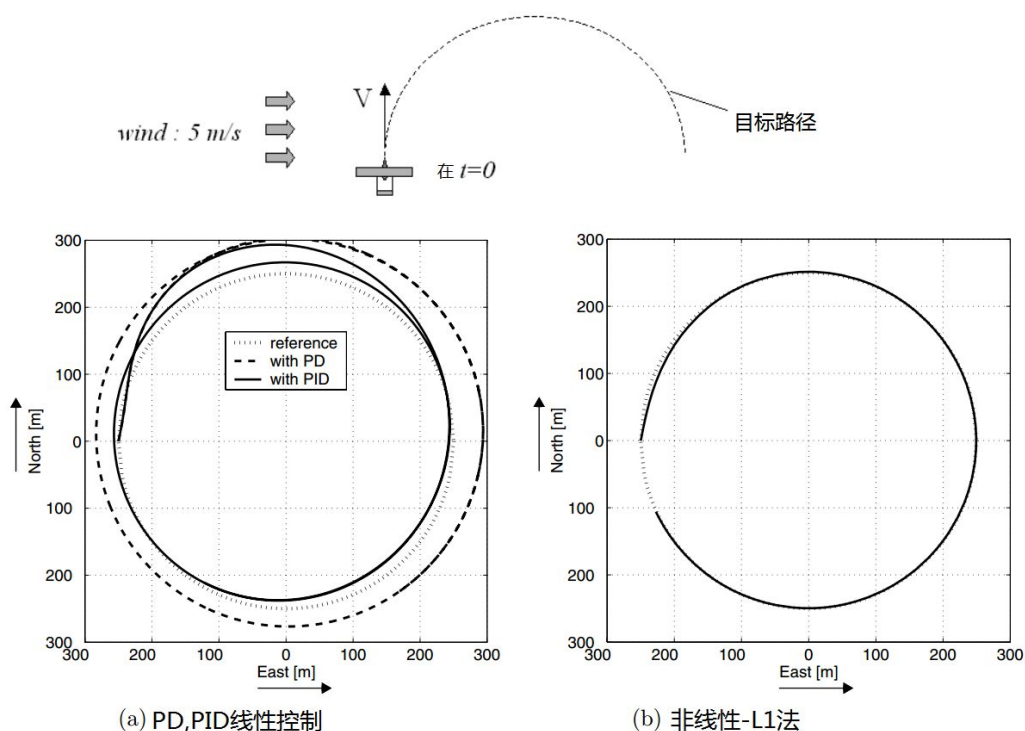 V
wind : 5 m/s
在 t=0
目标路径
300
200
100
0
100
200
300
North [m]
reference
with PD
with PID
300 200 100 0 100 200 300
East [m]
(a) PD,PID线性控制
300
200
100
0
100
200
300
North [m]
300 200 100 0 100 200 300
East [m]
(b) 非线性-L1法